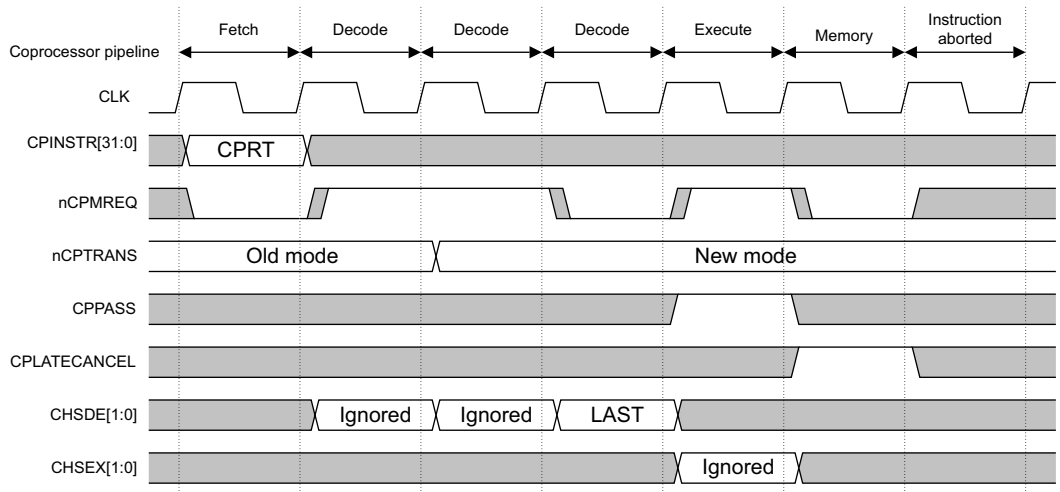 Fetch Decode Decode Decode Execute Memory Instruction
aborted
Coprocessor pipeline
CLK
CPINSTR[31:0] CPRT
nCPMREQ
nCPTRANS Old mode New mode
CPPASS
CPLATECANCEL
CHSDE[1:0] Ignored Ignored LAST
CHSEX[1:0] Ignored